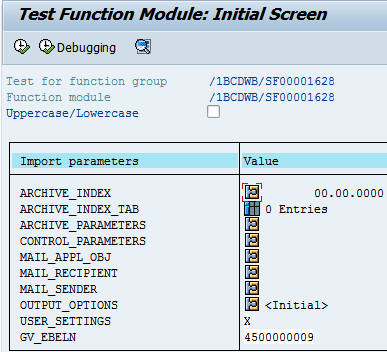 Test Function Module: Initial Screen
Debugging
Test for function group /1BCDWB/SF00001628
Function module /1BCDWB/SF00001628
Uppercase/Lowercase
Import parameters Value
ARCHIVE_INDEX 00.00.0000
ARCHIVE_INDEX_TAB 0 Entries
ARCHIVE_PARAMETERS
CONTROL_PARAMETERS
MAIL_APPL_OBJ
MAIL_RECIPIENT
MAIL_SENDER
OUTPUT_OPTIONS <Initial>
USER_SETTINGS X
GV_EBELN 4500000009